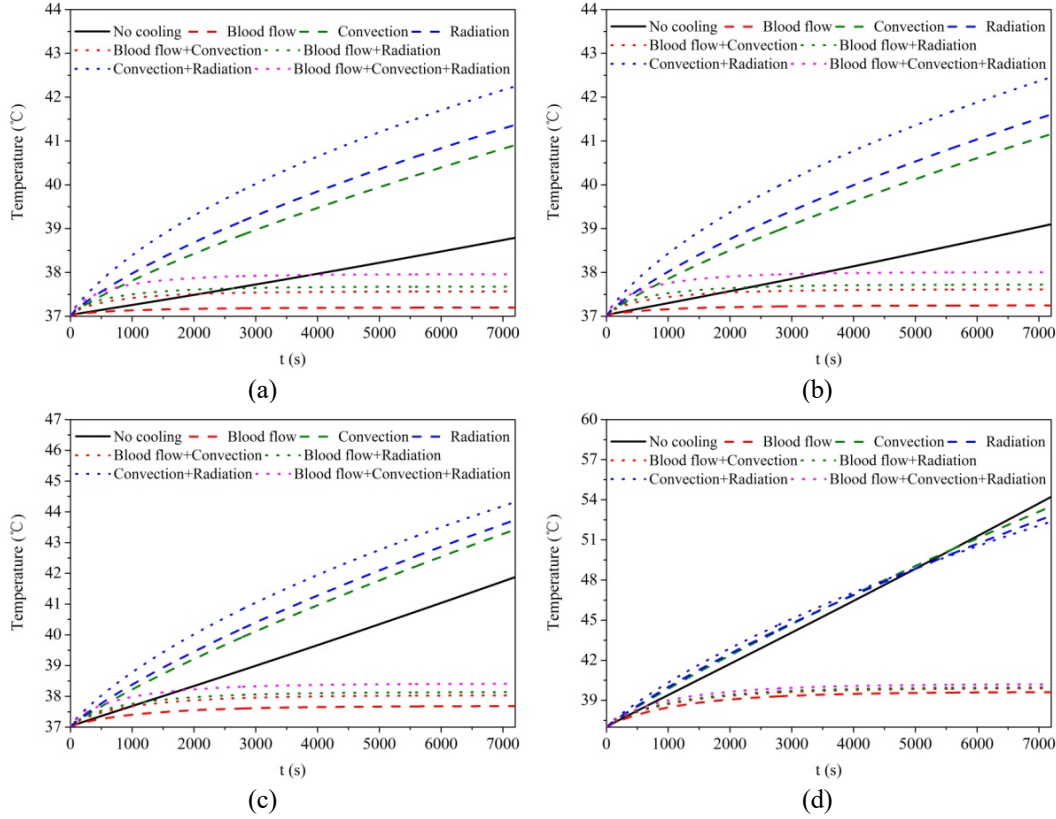 44
43
42
41
40
39
38
37
Temperature (℃)
No cooling Blood flow Convection Radiation
Blood flow+Convection Blood flow+Radiation
Convection+Radiation Blood flow+Convection+Radiation
0 1000 2000 3000 4000 5000 6000 7000
t (s)
(a)
44
43
42
41
40
39
38
37
Temperature (℃)
No cooling Blood flow Convection Radiation
Blood flow+Convection Blood flow+Radiation
Convection+Radiation Blood flow+Convection+Radiation
0 1000 2000 3000 4000 5000 6000 7000
t (s)
(b)
47
46
45
44
43
42
41
40
39
38
37
Temperature (℃)
No cooling Blood flow Convection Radiation
Blood flow+Convection Blood flow+Radiation
Convection+Radiation Blood flow+Convection+Radiation
0 1000 2000 3000 4000 5000 6000 7000
t (s)
(c)
60
57
54
51
48
45
42
39
Temperature (℃)
No cooling Blood flow Convection Radiation
Blood flow+Convection Blood flow+Radiation
Convection+Radiation Blood flow+Convection+Radiation
0 1000 2000 3000 4000 5000 6000 7000
t (s)
(d)